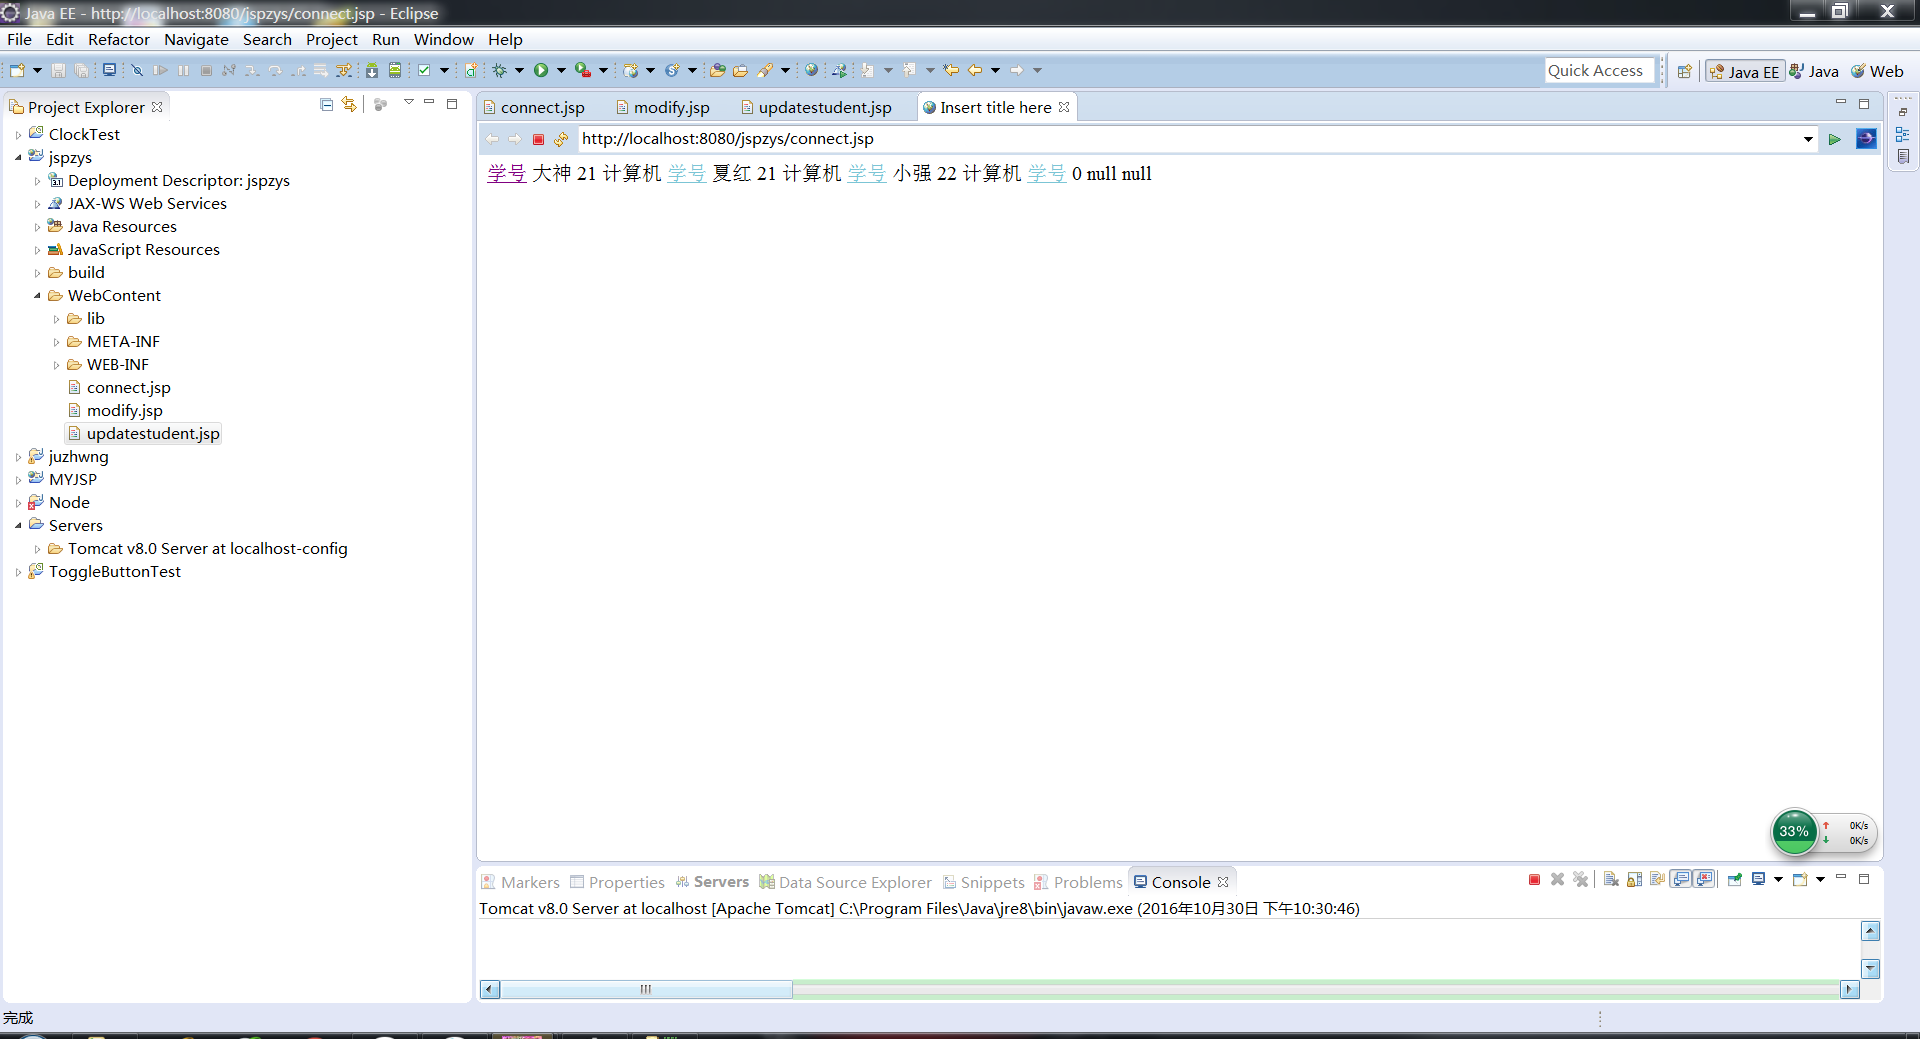 Java EE - http://localhost:8080/jspzys/connect.jsp - Eclipse
File Edit Refactor Navigate Search Project Run Window Help
Quick Access Java EE Java Web
Project Explorer
ClockTest
jspzys
Deployment Descriptor: jspzys
JAX-WS Web Services
Java Resources
JavaScript Resources
build
WebContent
lib
META-INF
WEB-INF
connect.jsp
modify.jsp
updatestudent.jsp
juzhwng
MYJSP
Node
Servers
Tomcat v8.0 Server at localhost-config
ToggleButtonTest
connect.jsp modify.jsp updatestudent.jsp Insert title here
http://localhost:8080/jspzys/connect.jsp
学号 大神 21 计算机 学号 夏红 21 计算机 学号 小强 22 计算机 学号 0 null null
33% 0K/s
0K/s
Markers Properties Servers Data Source Explorer Snippets Problems Console
Tomcat v8.0 Server at localhost [Apache Tomcat] C:\Program Files\Java\jre8\bin\javaw.exe (2016年10月30日 下午10:30:46)
完成